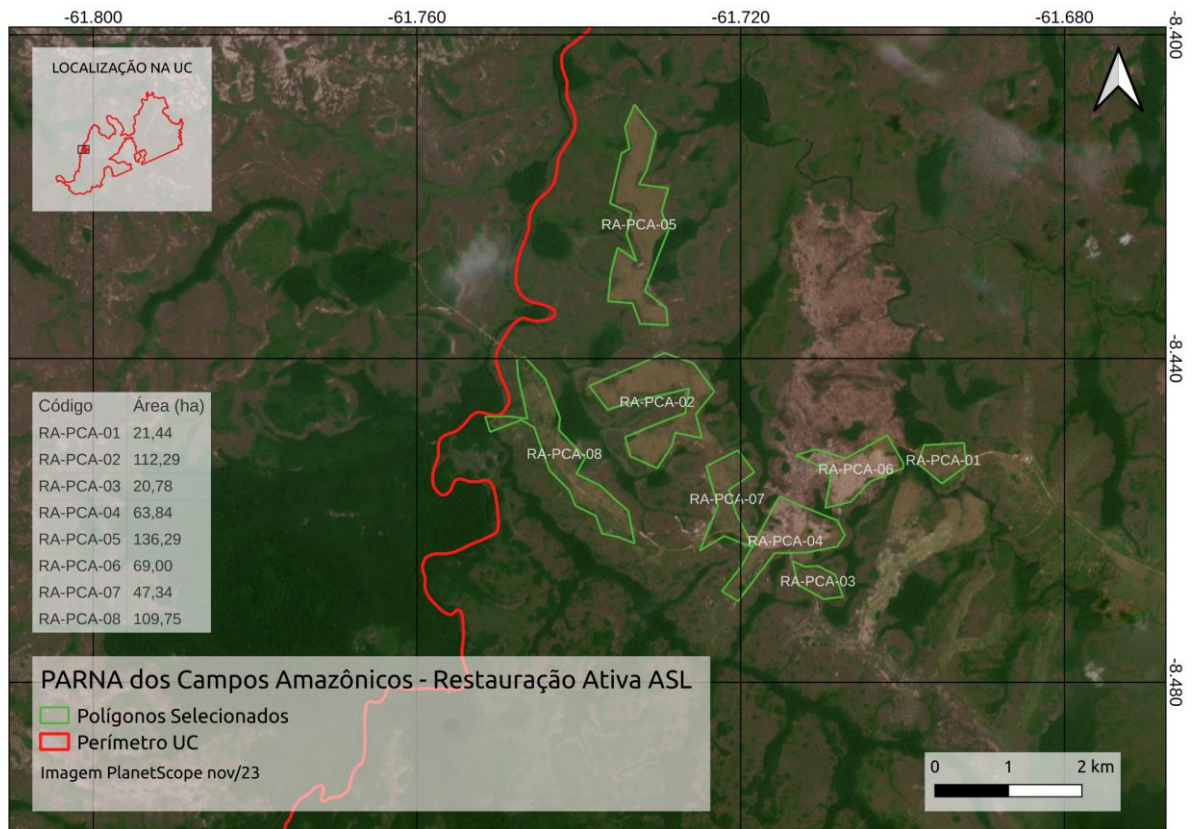 -61.800 -61.760 -61.720 -61.680
-8.400
LOCALIZAÇÃO NA UC
RA-PCA-05
-8.440
Código Área (ha)
RA-PCA-01 21,44
RA-PCA-02 112,29
RA-PCA-03 20,78
RA-PCA-04 63,84
RA-PCA-05 136,29
RA-PCA-06 69,00
RA-PCA-07 47,34
RA-PCA-08 109,75
RA-PCA-02
RA-PCA-08
RA-PCA-06
RA-PCA-01
RA-PCA-07
RA-PCA-04
RA-PCA-03
-8.480
PARNA dos Campos Amazônicos - Restauração Ativa ASL
Polígonos Selecionados
Perímetro UC
Imagem PlanetScope nov/23
0 1 2 km